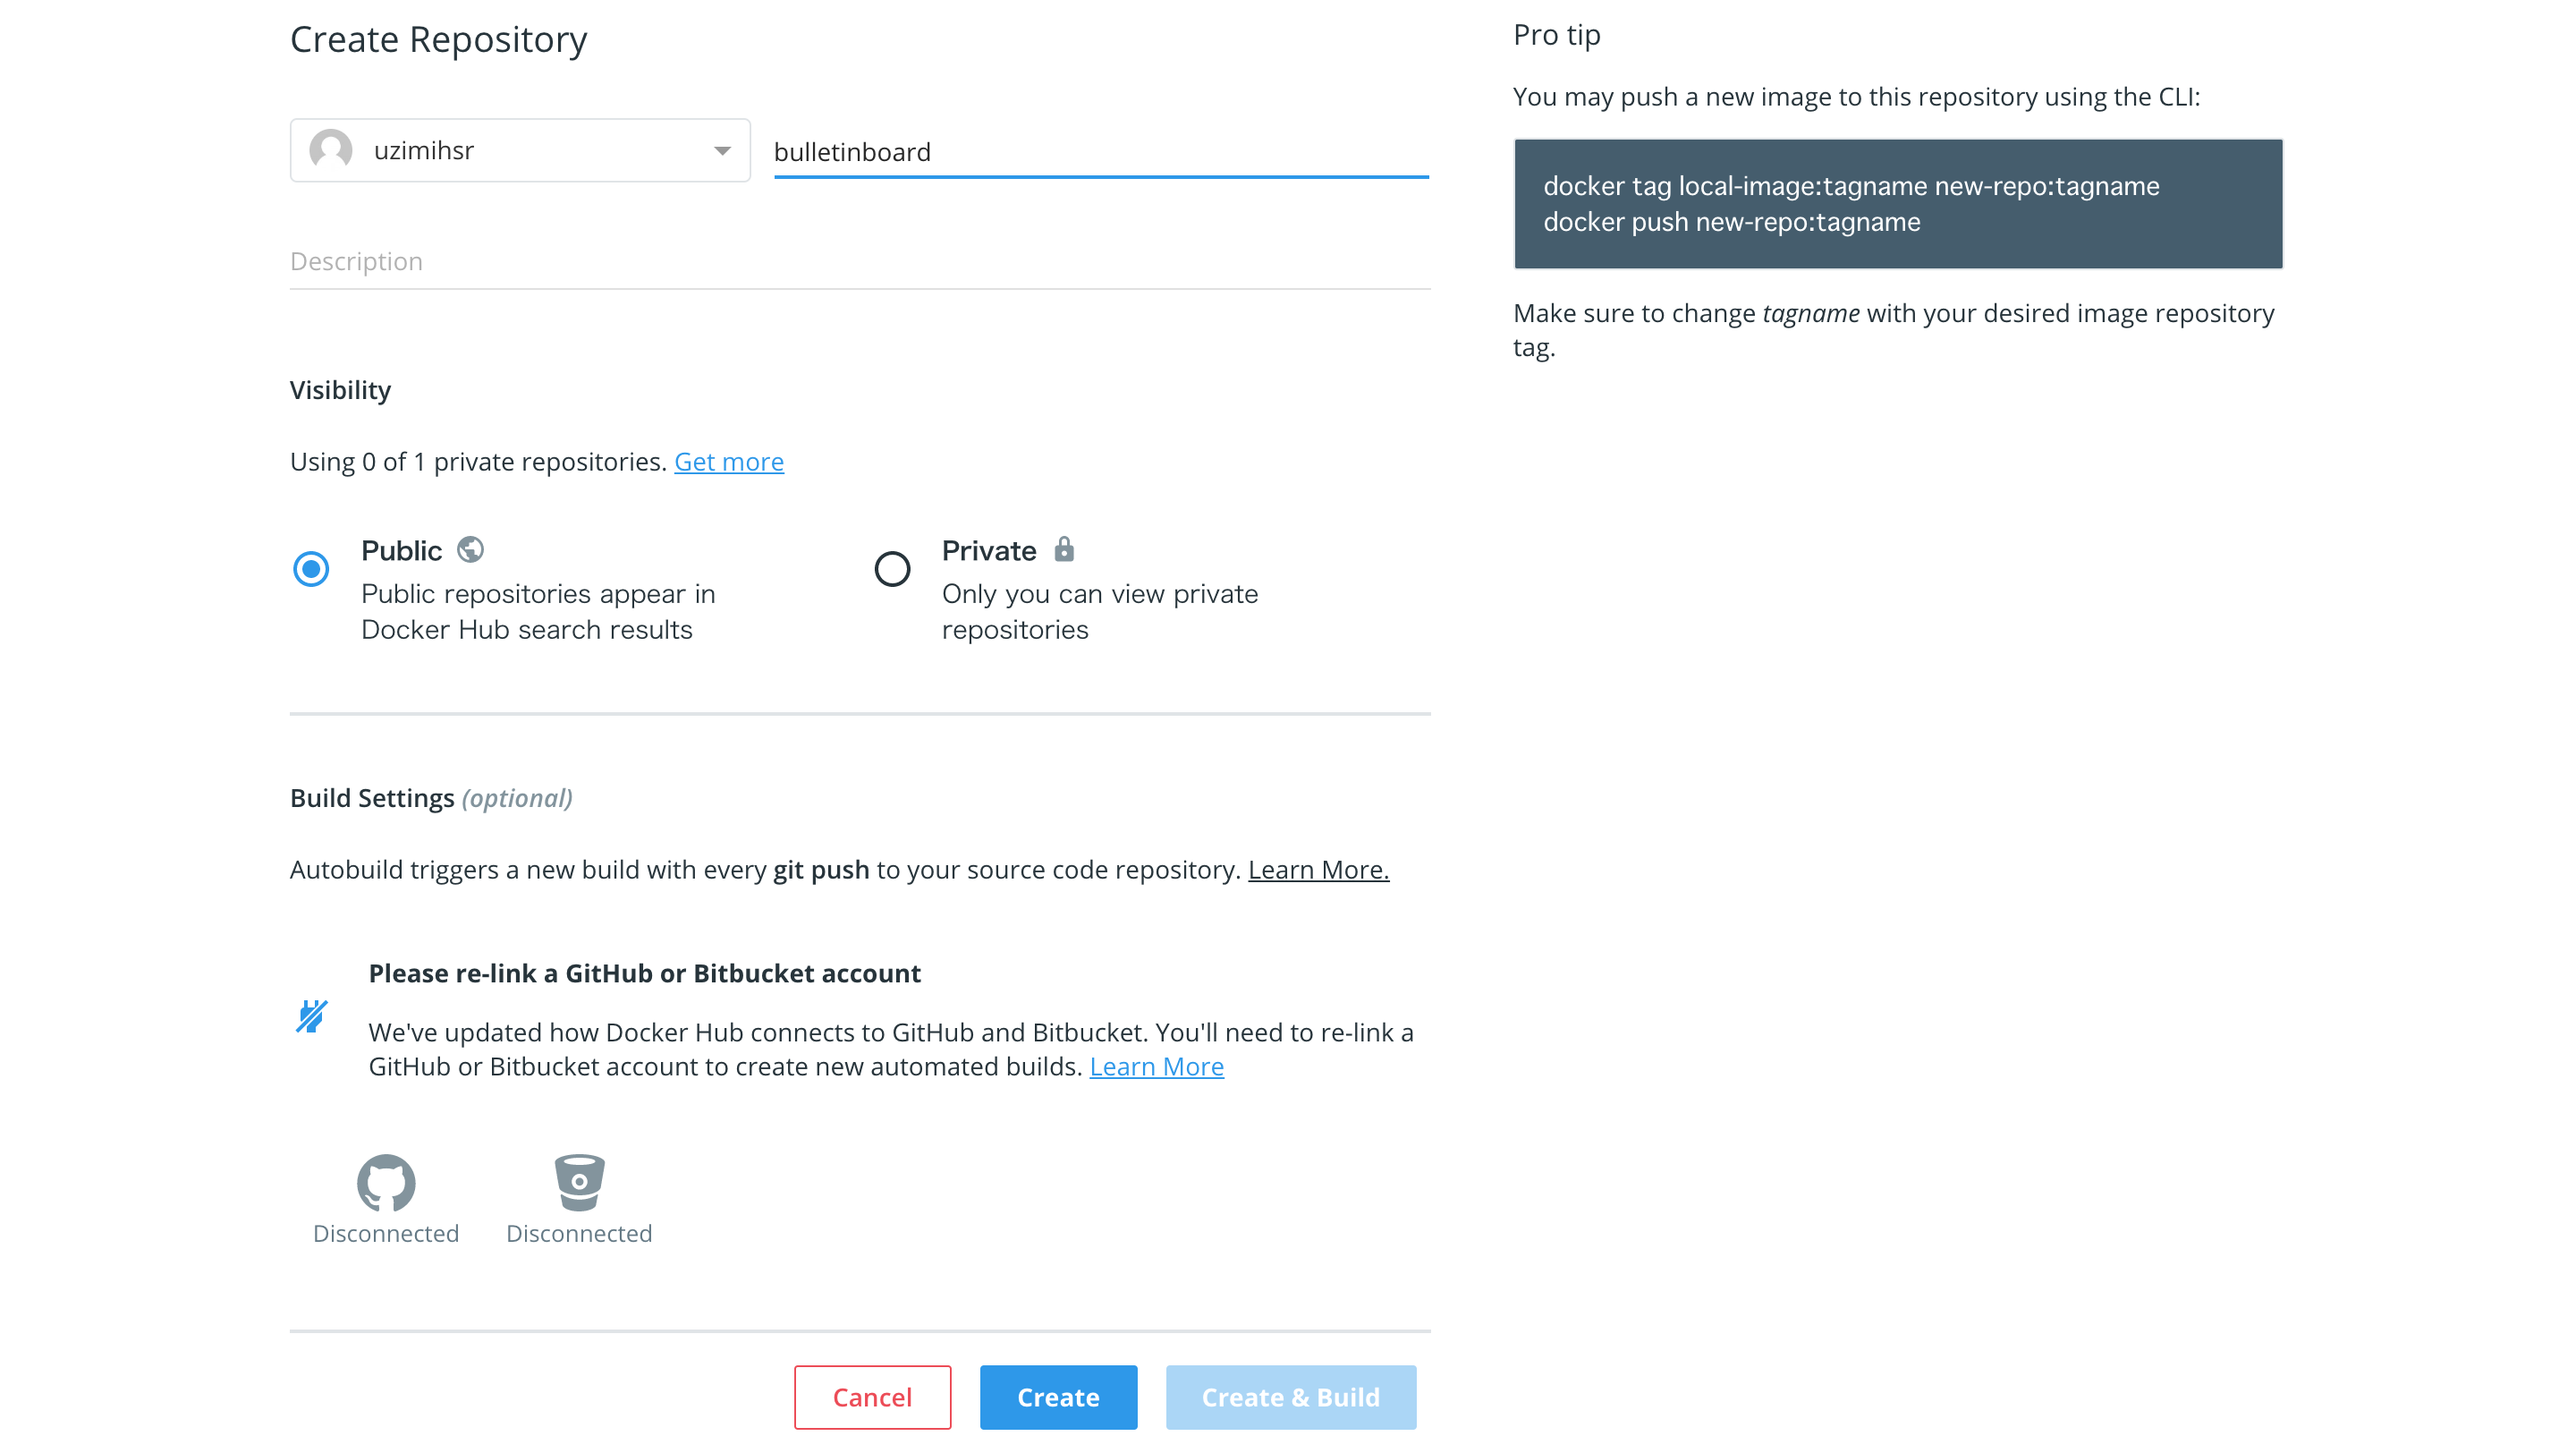 Create Repository
uzimihsr
bulletinboard
Description
Visibility
Using 0 of 1 private repositories. Get more
Public
Public repositories appear in
Docker Hub search results
Private
Only you can view private
repositories
Build Settings (optional)
Autobuild triggers a new build with every git push to your source code repository. Learn More.
Please re-link a GitHub or Bitbucket account
We've updated how Docker Hub connects to GitHub and Bitbucket. You'll need to re-link a
GitHub or Bitbucket account to create new automated builds. Learn More
Disconnected
Disconnected
Cancel
Create
Create & Build
Pro tip
You may push a new image to this repository using the CLI:
docker tag local-image:tagname new-repo:tagname
docker push new-repo:tagname
Make sure to change tagname with your desired image repository
tag.